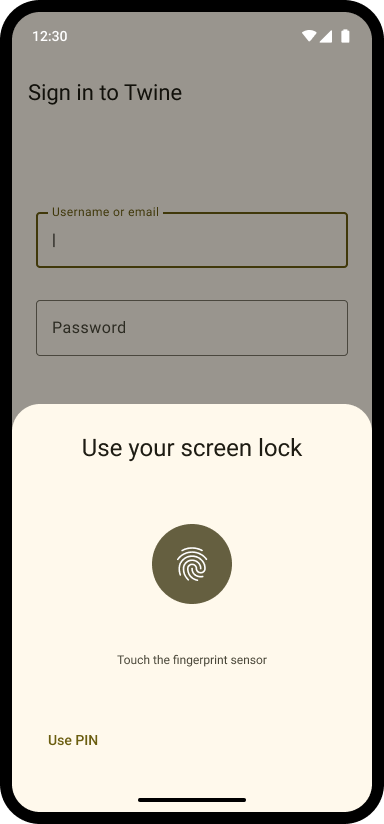 12:30
Sign in to Twine
Username or email
Password
Use your screen lock
Touch the fingerprint sensor
Use PIN